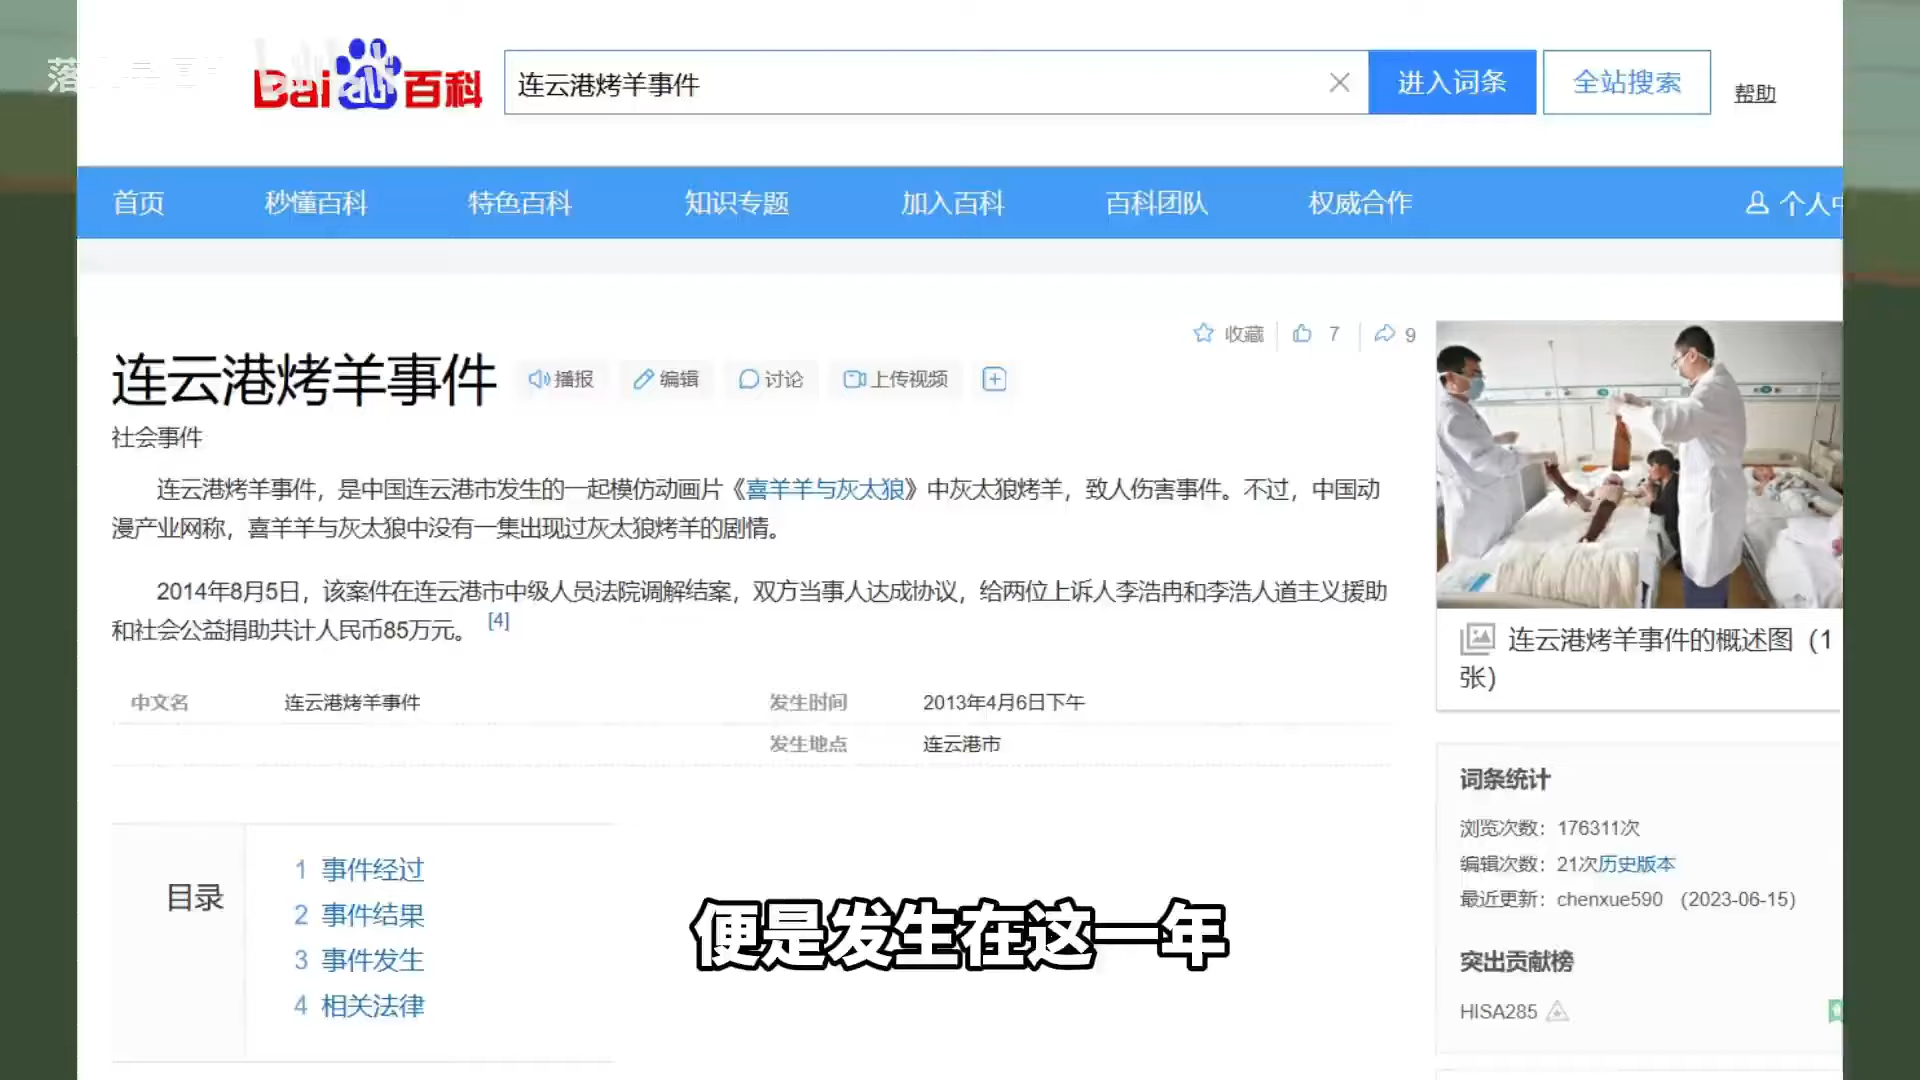 Bai du 百科
连云港烤羊事件
进入词条
全站搜索
帮助
首页
秒懂百科
特色百科
知识专题
加入百科
百科团队
权威合作
个人中
收藏
7
9
连云港烤羊事件
播报
编辑
讨论
上传视频
社会事件
连云港烤羊事件，是中国连云港市发生的一起模仿动画片《喜羊羊与灰太狼》中灰太狼烤羊，致人伤害事件。不过，中国动
漫产业网称，喜羊羊与灰太狼中没有一集出现过灰太狼烤羊的剧情。
2014年8月5日，该案件在连云港市中级人员法院调解结案，双方当事人达成协议，给两位上诉人李浩冉和李浩人道主义援助
和社会公益捐助共计人民币85万元。 [4]
中文名 连云港烤羊事件
发生时间 2013年4月6日下午
发生地点 连云港市
目录
1 事件经过
2 事件结果
3 事件发生
4 相关法律
连云港烤羊事件的概述图（1
张）
词条统计
浏览次数：176311次
编辑次数：21次历史版本
最近更新：chenxue590 (2023-06-15)
突出贡献榜
HISA285
便是发生在这一年